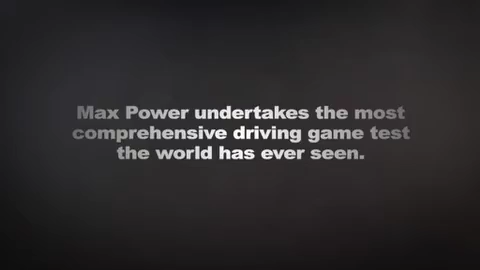 Max Power undertakes the most
comprehensive driving game test
the world has ever seen.